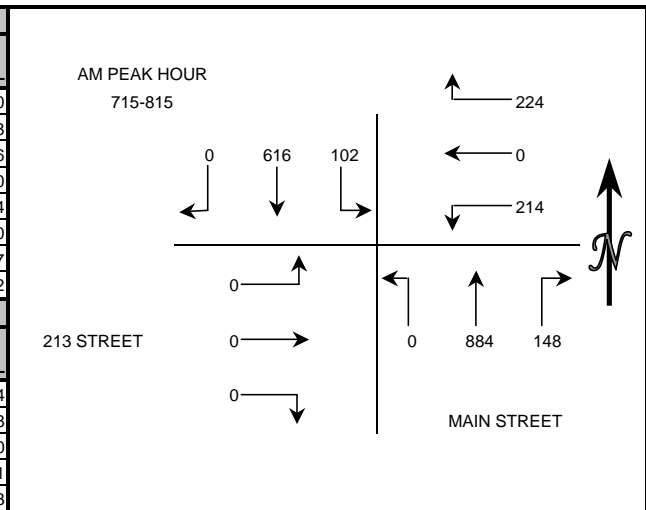 AM PEAK HOUR
715-815
224
0 616 102
0
214
0
213 STREET 0
0 884 148
0
MAIN STREET
N